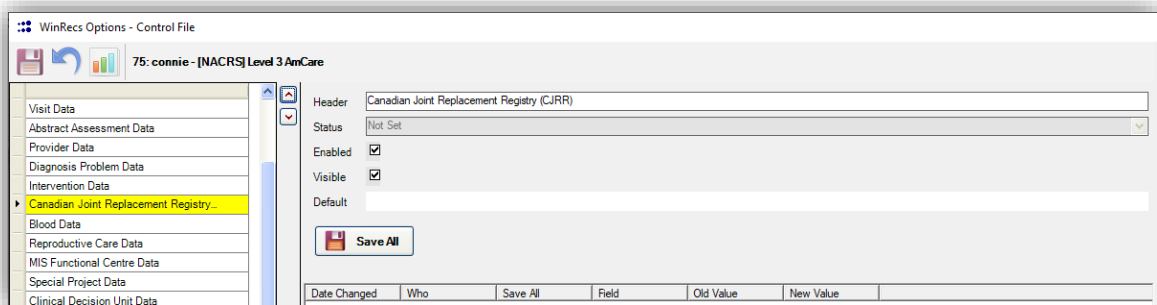 WinRecs Options - Control File
75: connie - [NACRS] Level 3 AmCare
Visit Data
Abstract Assessment Data
Provider Data
Diagnosis Problem Data
Intervention Data
Canadian Joint Replacement Registry...
Blood Data
Reproductive Care Data
MIS Functional Centre Data
Special Project Data
Clinical Decision Unit Data
Header Canadian Joint Replacement Registry (CJRR)
Status Not Set
Enabled
Visible
Default
Save All
Date Changed Who Save All Field Old Value New Value